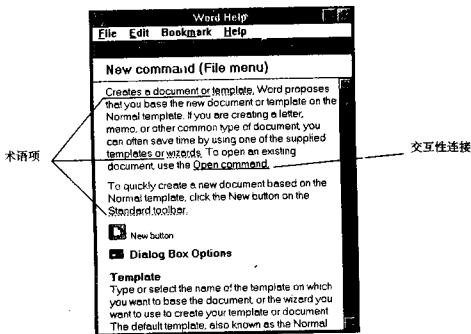 Word Help
File Edit Bookmark Help
New command (File menu)
Creates a document or template. Word proposes
that you base the new document or template on the
Normal template. If you are creating a letter,
memo, or other common type of document, you
can often save time by using one of the supplied
templates or wizards. To open an existing
document, use the Open command.
To quickly create a new document based on the
Normal template, click the New button on the
Standard toolbar.
New button
Dialog Box Options
Template
Type or select the name of the template on which
you want to base the document, or the wizard you
want to use to create your template or document
The default template, also known as the Normal
术语项
交互性连接